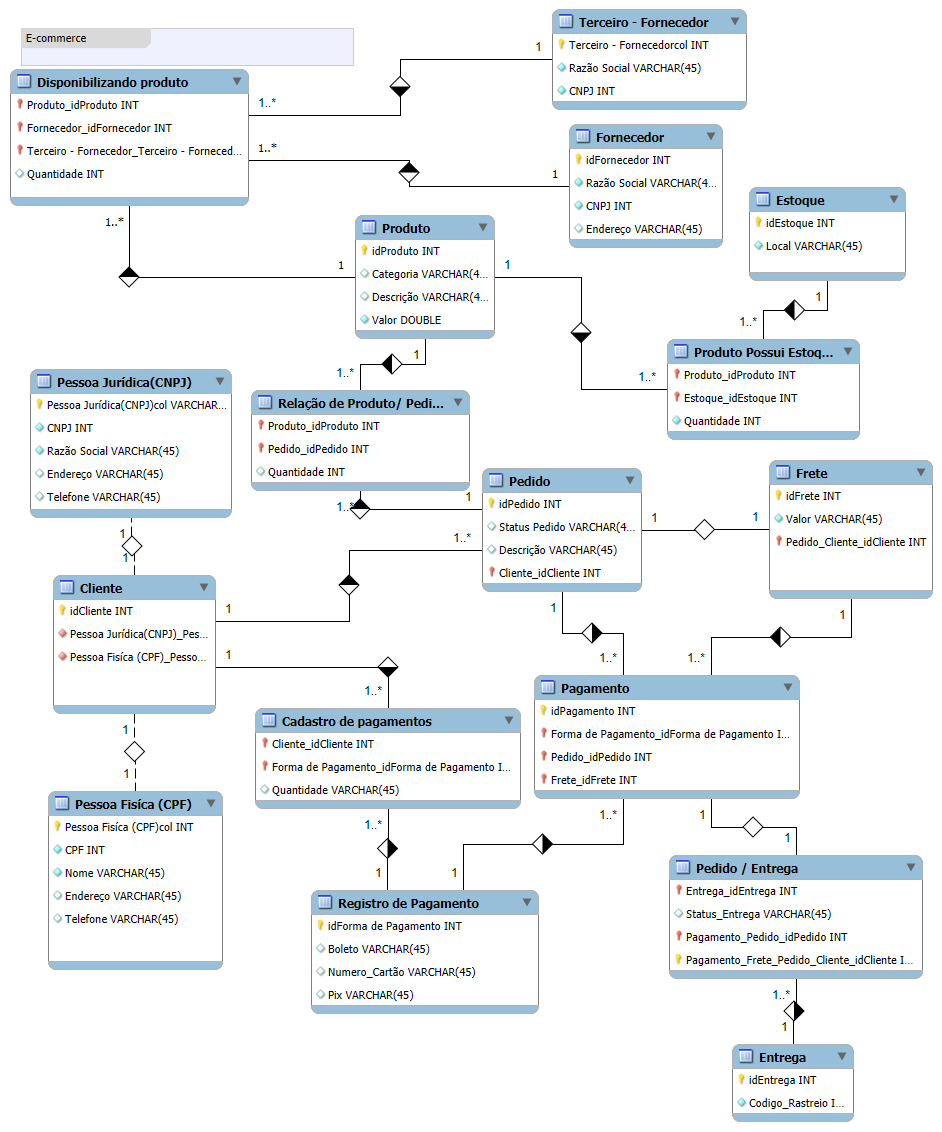 E-commerce
Terceiro - Fornecedor
Terceiro - Fornecedorcol INT
Razão Social VARCHAR(45)
CNPJ INT
1
Disponibilizando produto
Produto_idProduto INT
Fornecedor_idFornecedor INT
Terceiro - Fornecedor_Terceiro - Forneced...
Quantidade INT
1..*
1..*
1..*
Fornecedor
idFornecedor INT
Razão Social VARCHAR(4...
CNPJ INT
Endereço VARCHAR(45)
1
Estoque
idEstoque INT
Local VARCHAR(45)
1
1..*
Produto
idProduto INT
Categoria VARCHAR(4...
Descrição VARCHAR(4...
Valor DOUBLE
1
1
1
1..*
Produto Possui Estoq...
Produto_idProduto INT
Estoque_idEstoque INT
Quantidade INT
1..*
Pessoa Jurídica(CNPJ)
Pessoa Jurídica(CNPJ)col VARCHAR...
CNPJ INT
Razão Social VARCHAR(45)
Endereço VARCHAR(45)
Telefone VARCHAR(45)
1
1
Relação de Produto/ Pedi...
Produto_idProduto INT
Pedido_idPedido INT
Quantidade INT
1..*
1
Pedido
idPedido INT
Status Pedido VARCHAR(4...
Descrição VARCHAR(45)
Cliente_idCliente INT
1..*
1
1
1
Frete
idFrete INT
Valor VARCHAR(45)
Pedido_Cliente_idCliente INT
1
1..*
1..*
Cliente
idCliente INT
Pessoa Jurídica(CNPJ)_Pes...
Pessoa Fisíca (CPF)_Pesso...
1
1
1
1
1..*
Cadastro de pagamentos
Cliente_idCliente INT
Forma de Pagamento_idForma de Pagamento I...
Quantidade VARCHAR(45)
1..*
1
Pagamento
idPagamento INT
Forma de Pagamento_idForma de Pagamento I...
Pedido_idPedido INT
Frete_idFrete INT
1..*
1
1
1
Pessoa Fisíca (CPF)
Pessoa Fisíca (CPF)col INT
CPF INT
Nome VARCHAR(45)
Endereço VARCHAR(45)
Telefone VARCHAR(45)
Registro de Pagamento
idForma de Pagamento INT
Boleto VARCHAR(45)
Numero_Cartão VARCHAR(45)
Pix VARCHAR(45)
Pedido / Entrega
Entrega_idEntrega INT
Status_Entrega VARCHAR(45)
Pagamento_Pedido_idPedido INT
Pagamento_Frete_Pedido_Cliente_idCliente I...
1..*
1
Entrega
idEntrega INT
Codigo_Rastreio I...